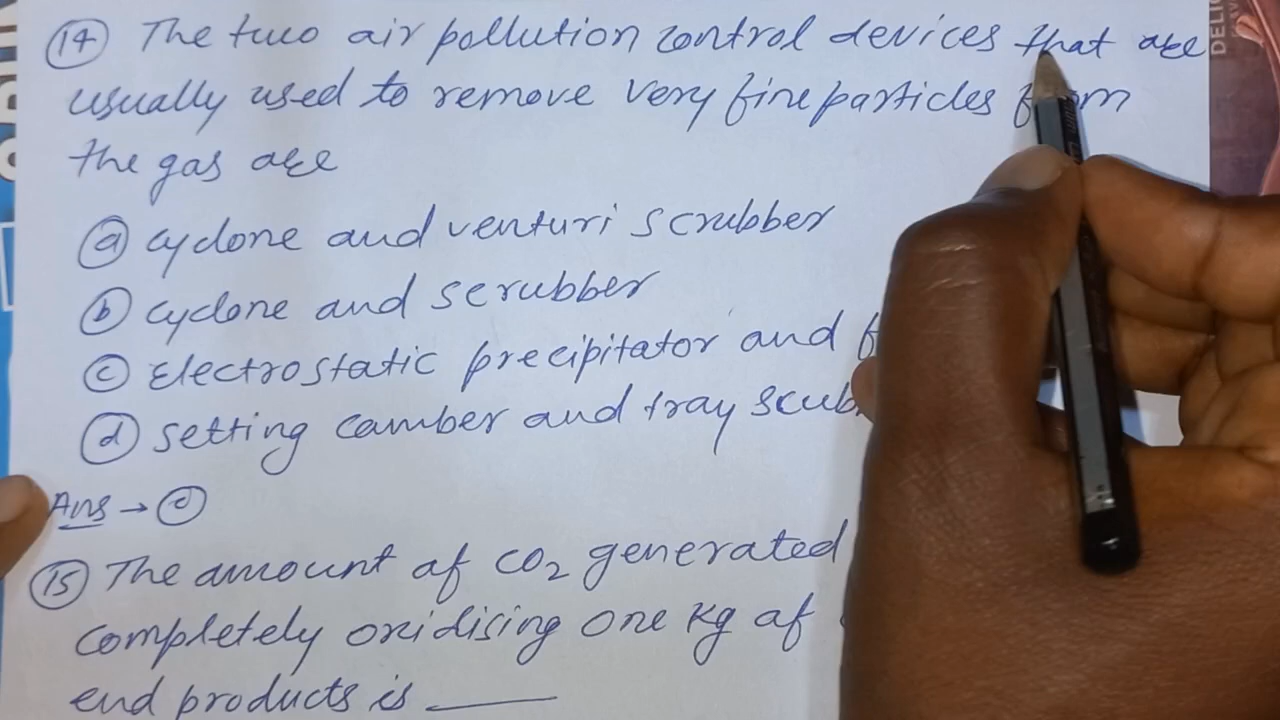 (14) The two air pollution control devices that are
usually used to remove very fine particles from
the gas are
(a) cyclone and venturi scrubber
(b) cyclone and scrubber
(c) Electrostatic precipitator and
(d) setting camber and tray
Ans → (c)
(15) The amount of CO2 generated
completely oxidising one kg of
end products is ____
DELIC